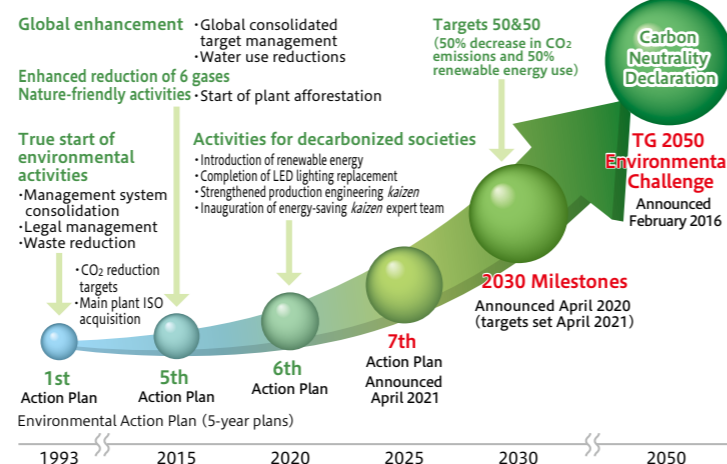 Global enhancement
・Global consolidated
target management
・Water use reductions
Enhanced reduction of 6 gases
Nature-friendly activities
・Start of plant afforestation
True start of
environmental
activities
・Management system
consolidation
・Legal management
・Waste reduction
・CO₂ reduction
targets
・Main plant ISO
acquisition
Activities for decarbonized societies
・Introduction of renewable energy
・Completion of LED lighting replacement
・Strengthened production engineering kaizen
・Inauguration of energy-saving kaizen expert team
Targets 50&50
(50% decrease in CO₂
emissions and 50%
renewable energy use)
Carbon
Neutrality
Declaration
TG 2050
Environmenta
Challenge
Announced
February 2016
2030 Milestones
Announced April 2020
(targets set April 2021)
7th
Action Plan
Announced
April 2021
6th
Action Plan
5th
Action Plan
1st
Action Plan
Environmental Action Plan (5-year plans)
1993
2015
2020
2025
2030
2050